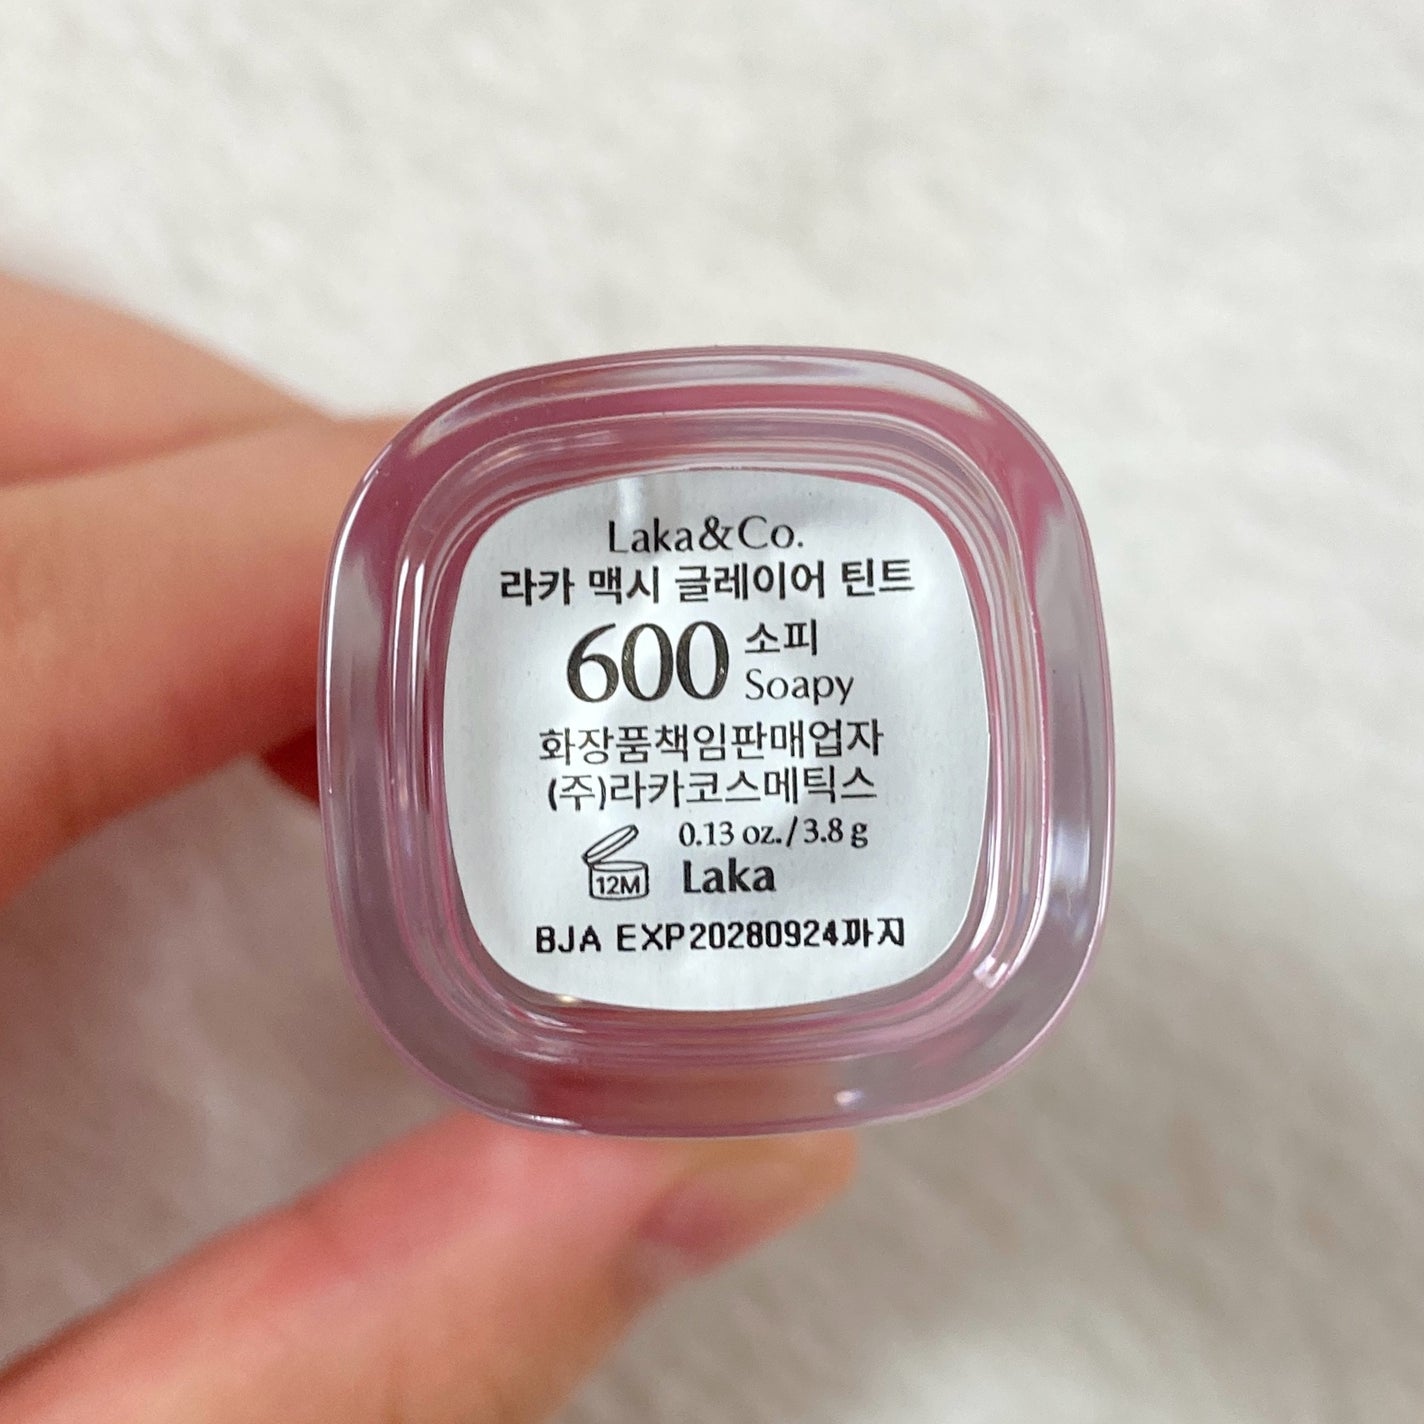 Laka&Co.
라카 맥시 글레이어 틴트
600 소피
Soapy
화장품책임판매업자
(주)라카코스메틱스
0.13 oz./3.8 g
12M Laka
BJA EXP20280924까지